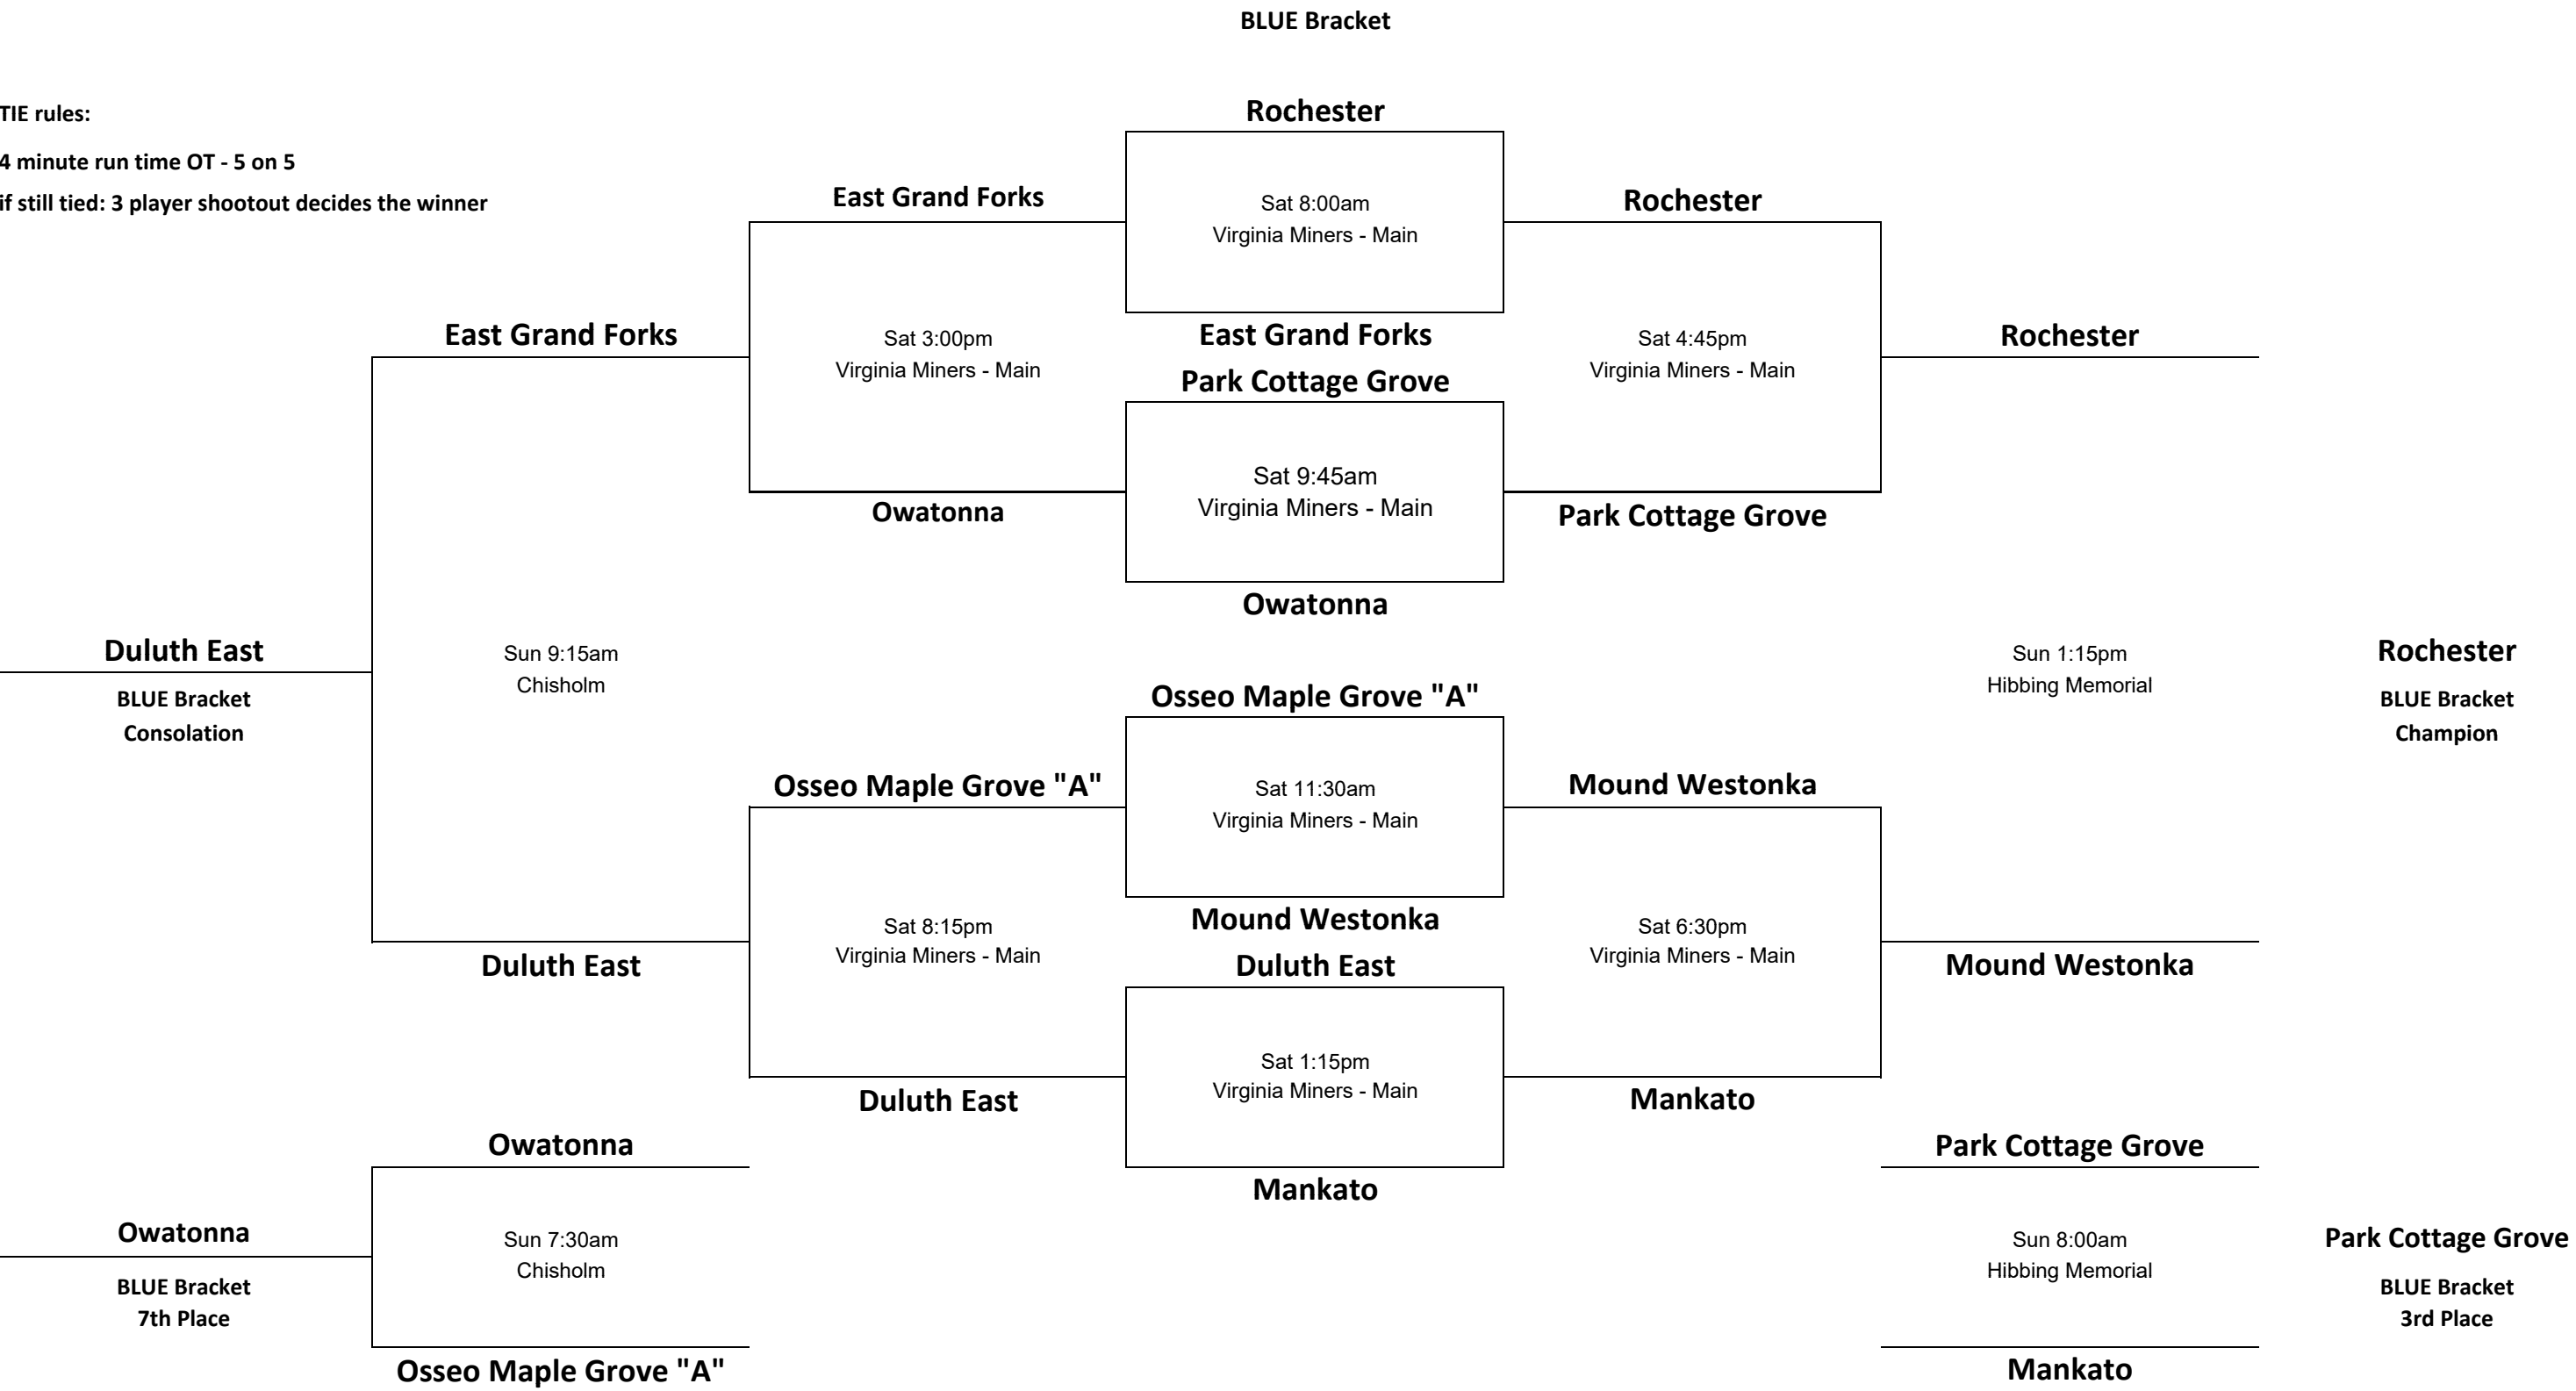 BLUE Bracket
TIE rules:
4 minute run time OT - 5 on 5
if still tied: 3 player shootout decides the winner
Rochester
East Grand Forks
Sat 8:00am
Virginia Miners - Main
Rochester
East Grand Forks
Sat 3:00pm
Virginia Miners - Main
East Grand Forks
Sat 4:45pm
Virginia Miners - Main
Rochester
Park Cottage Grove
Sat 9:45am
Virginia Miners - Main
Owatonna
Park Cottage Grove
Owatonna
Duluth East
BLUE Bracket
Consolation
Sun 9:15am
Chisholm
Sun 1:15pm
Hibbing Memorial
Rochester
BLUE Bracket
Champion
Osseo Maple Grove "A"
Osseo Maple Grove "A"
Sat 11:30am
Virginia Miners - Main
Mound Westonka
Mound Westonka
Sat 8:15pm
Virginia Miners - Main
Sat 6:30pm
Virginia Miners - Main
Duluth East
Duluth East
Mound Westonka
Sat 1:15pm
Virginia Miners - Main
Duluth East
Mankato
Owatonna
Mankato
Park Cottage Grove
Owatonna
BLUE Bracket
7th Place
Sun 7:30am
Chisholm
Sun 8:00am
Hibbing Memorial
Park Cottage Grove
BLUE Bracket
3rd Place
Osseo Maple Grove "A"
Mankato